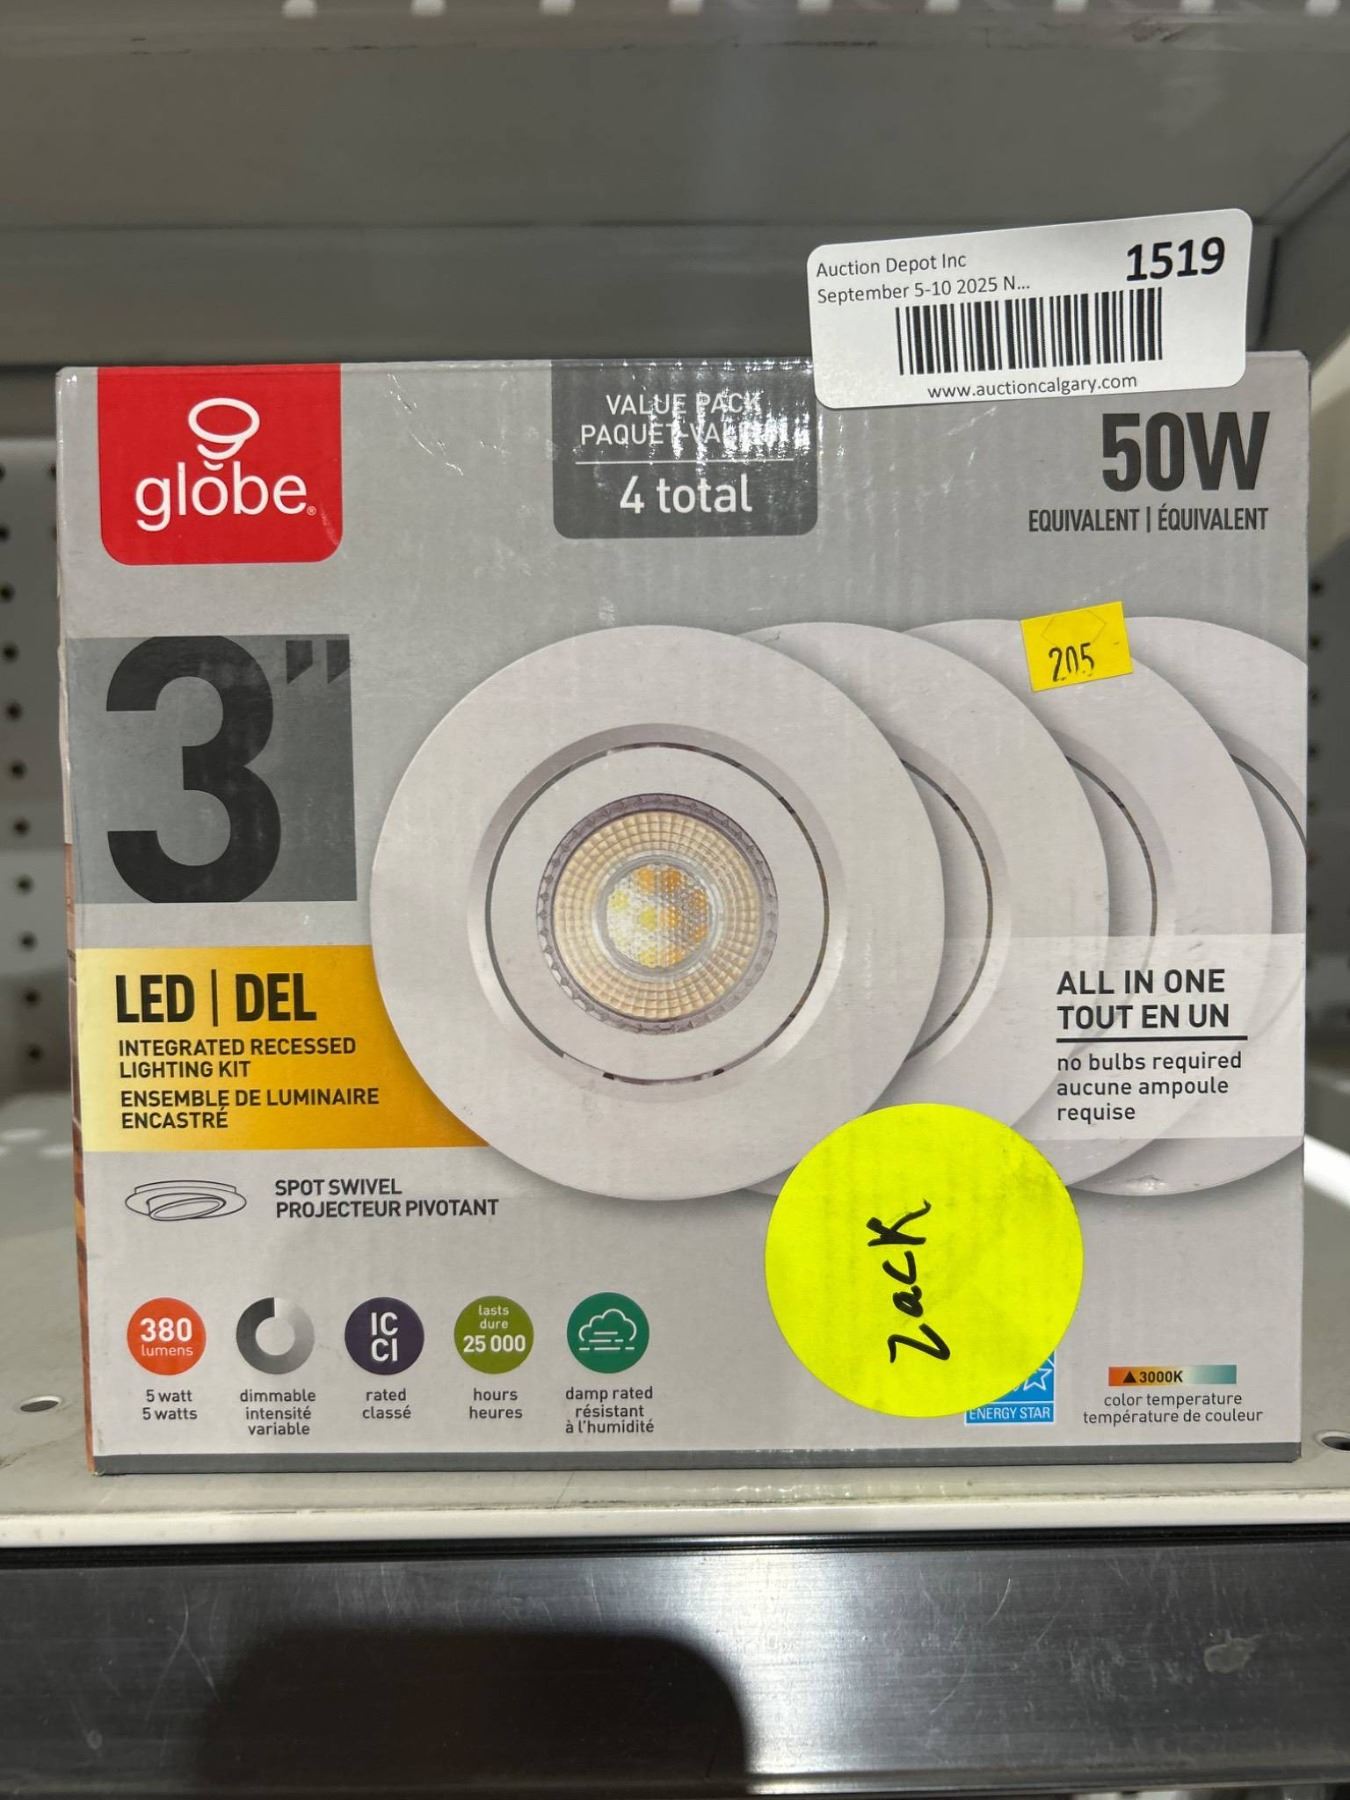 Auction Depot Inc
1519
September 5-10 2025 N...
www.auctioncalgary.com
globe®
VALUE PACK
PAQUET-VALEUR
4 total
50W
EQUIVALENT | ÉQUIVALENT
205
3"
LED | DEL
INTEGRATED RECESSED
LIGHTING KIT
ENSEMBLE DE LUMINAIRE
ENCASTRÉ
ALL IN ONE
TOUT EN UN
no bulbs required
aucune ampoule
requise
SPOT SWIVEL
PROJECTEUR PIVOTANT
zack
380
lumens
5 watt
5 watts
dimmable
intensité
variable
IC
CI
rated
classé
lasts
dure
25 000
hours
heures
damp rated
résistant
à l'humidité
ENERGY STAR
▲3000K
color temperature
température de couleur